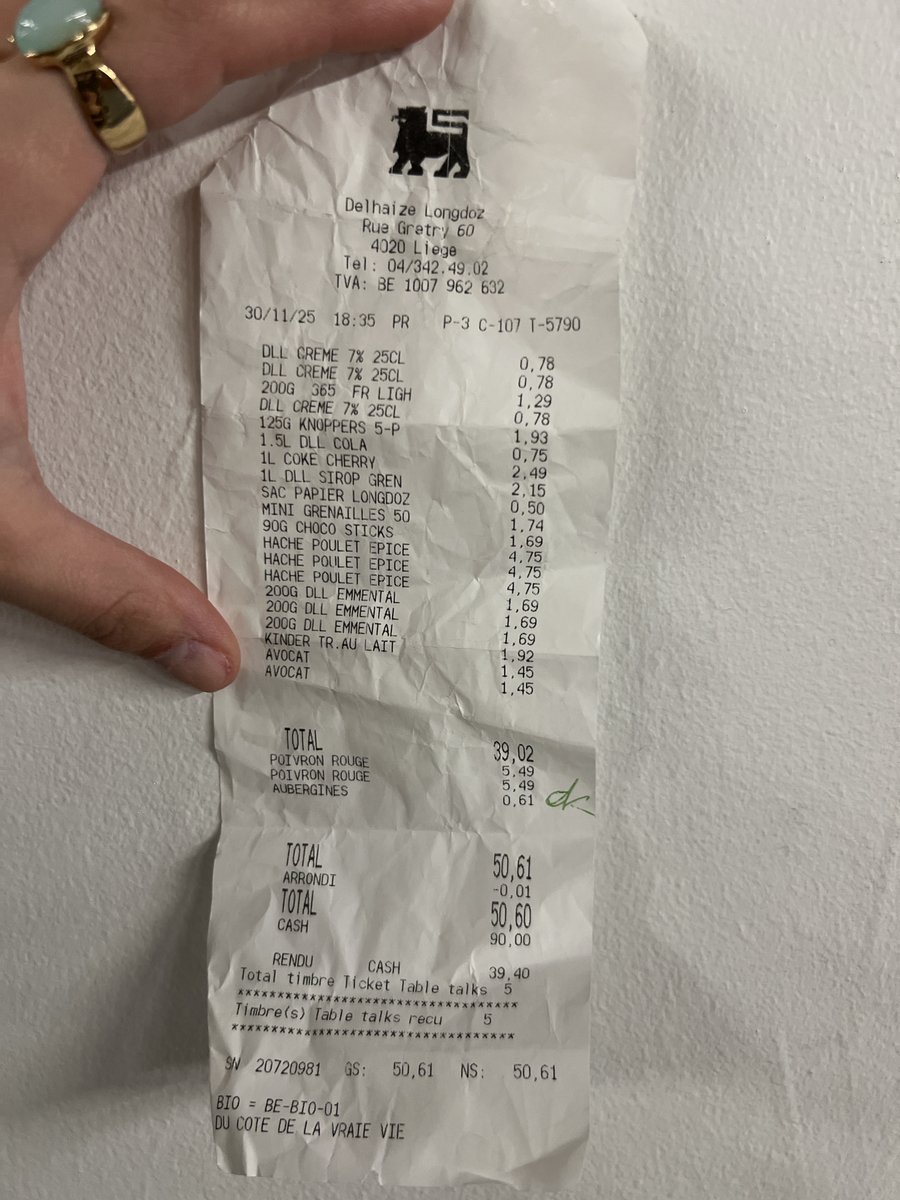 Delhaize Longdoz
Rue Gretry 60
4020 Liege
Tel: 04/342.49.02
TVA: BE 1007 962 632
30/11/25 18:35 PR P-3 C-107 T-5790
DLL CREME 7% 25CL 0,78
DLL CREME 7% 25CL 0,78
200G 365 FR LIGH 1,29
DLL CREME 7% 25CL 0,78
125G KNOPPERS 5-P 1,93
1.5L DLL COLA 0,75
1L COKE CHERRY 2,49
1L DLL SIROP GREN 2,15
SAC PAPIER LONGDOZ 0,50
MINI GRENAILLES 50 1,74
90G CHOCO STICKS 1,69
HACHE POULET EPICE 4,75
HACHE POULET EPICE 4,75
HACHE POULET EPICE 4,75
200G DLL EMMENTAL 1,69
200G DLL EMMENTAL 1,69
200G DLL EMMENTAL 1,69
KINDER TR.AU LAIT 1,92
AVOCAT 1,45
AVOCAT 1,45
TOTAL 39,02
POIVRON ROUGE 5,49
POIVRON ROUGE 5,49
AUBERGINES 0,61
TOTAL 50,61
ARRONDI -0,01
TOTAL 50,60
CASH 90,00
RENDU CASH 39,40
Total timbre Ticket Table talks 5
***********************************
Timbre(s) Table talks recu 5
***********************************
SN 20720981 GS: 50,61 NS: 50,61
BIO = BE-BIO-01
DU COTE DE LA VRAIE VIE